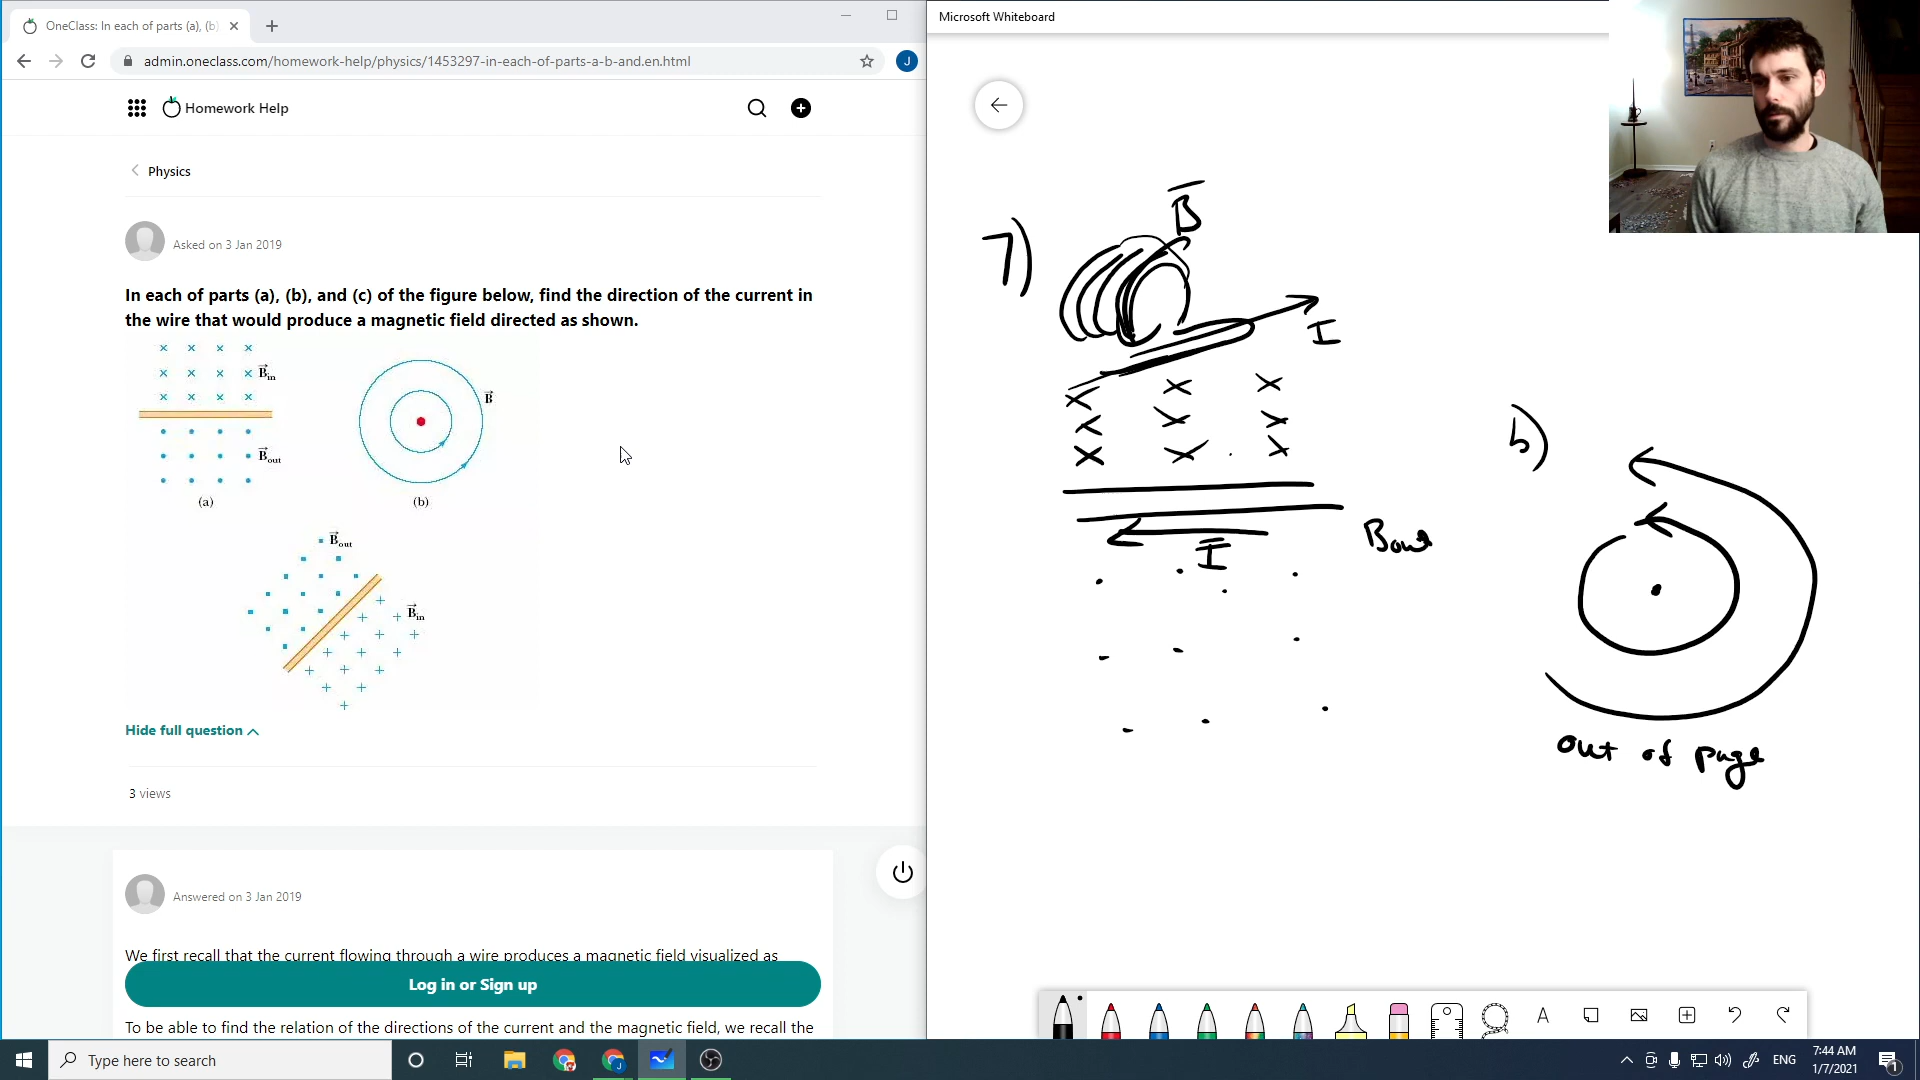 OneClass: In each of parts (a), (b)
admin.oneclass.com/homework-help/physics/1453297-in-each-of-parts-a-b-and.en.html
J
Homework Help
Physics
Asked on 3 Jan 2019
In each of parts (a), (b), and (c) of the figure below, find the direction of the current in
the wire that would produce a magnetic field directed as shown.
B in
B out
(a)
B
(b)
B out
B in
Hide full question
3 views
Answered on 3 Jan 2019
We first recall that the current flowing through a wire produces a magnetic field visualized as
Log in or Sign up
To be able to find the relation of the directions of the current and the magnetic field, we recall the
Microsoft Whiteboard
7)
B
I
Bout
I
b)
out of page
A
Type here to search
J
ENG
7:44 AM
1/7/2021
1